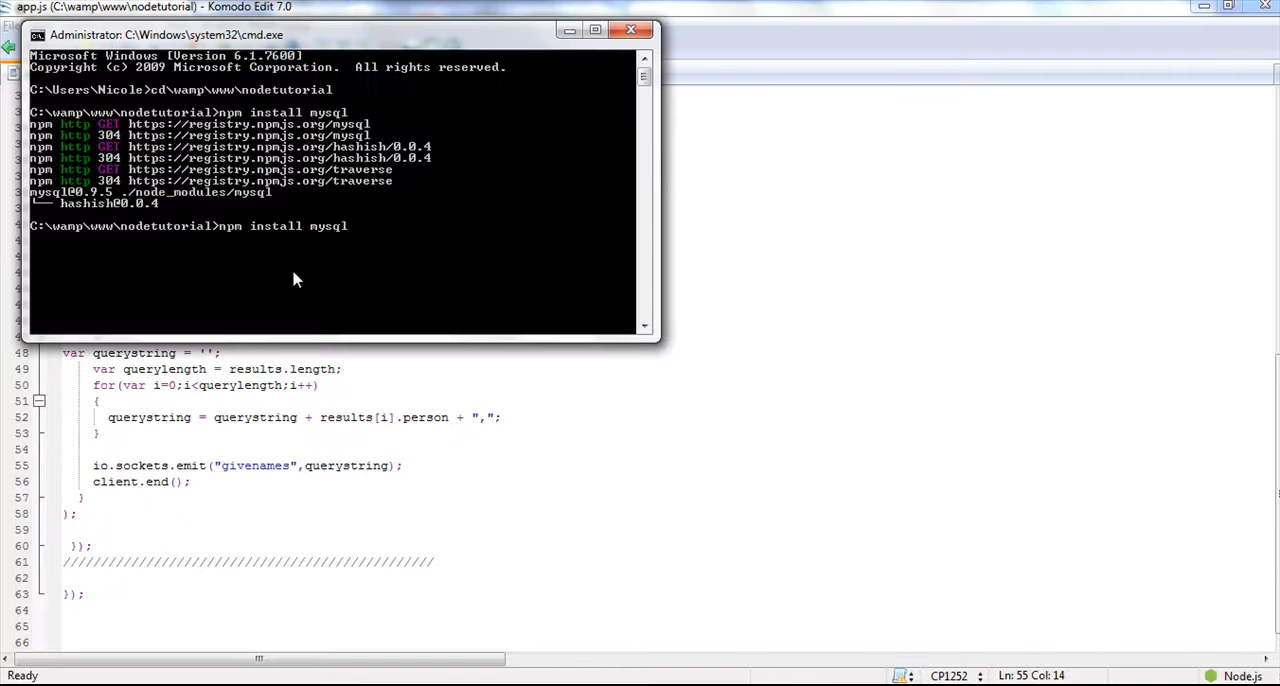 app.js (C:\wamp\www\nodetutorial) - Komodo Edit 7.0
Administrator: C:\Windows\system32\cmd.exe
Microsoft Windows [Version 6.1.7600]
Copyright (c) 2009 Microsoft Corporation.  All rights reserved.
C:\Users\Nicole>cd\wamp\www\nodetutorial
C:\wamp\www\nodetutorial>npm install mysql
npm http GET https://registry.npmjs.org/mysql
npm http 304 https://registry.npmjs.org/mysql
npm http GET https://registry.npmjs.org/hashish/0.0.4
npm http 304 https://registry.npmjs.org/hashish/0.0.4
npm http GET https://registry.npmjs.org/traverse
npm http 304 https://registry.npmjs.org/traverse
mysql@0.9.5 ./node_modules/mysql
└── hashish@0.0.4
C:\wamp\www\nodetutorial>npm install mysql
48 var querystring = '';
49 var querylength = results.length;
50 for(var i=0;i<querylength;i++)
51 {
52 querystring = querystring + results[i].person + ",";
53 }
54
55 io.sockets.emit("givenames",querystring);
56 client.end();
57 }
58 );
59
60 });
61 /////////////////////////////////////////////////
62
63 });
64
65
66
Ready CP1252 Ln: 55 Col: 14 Node.js